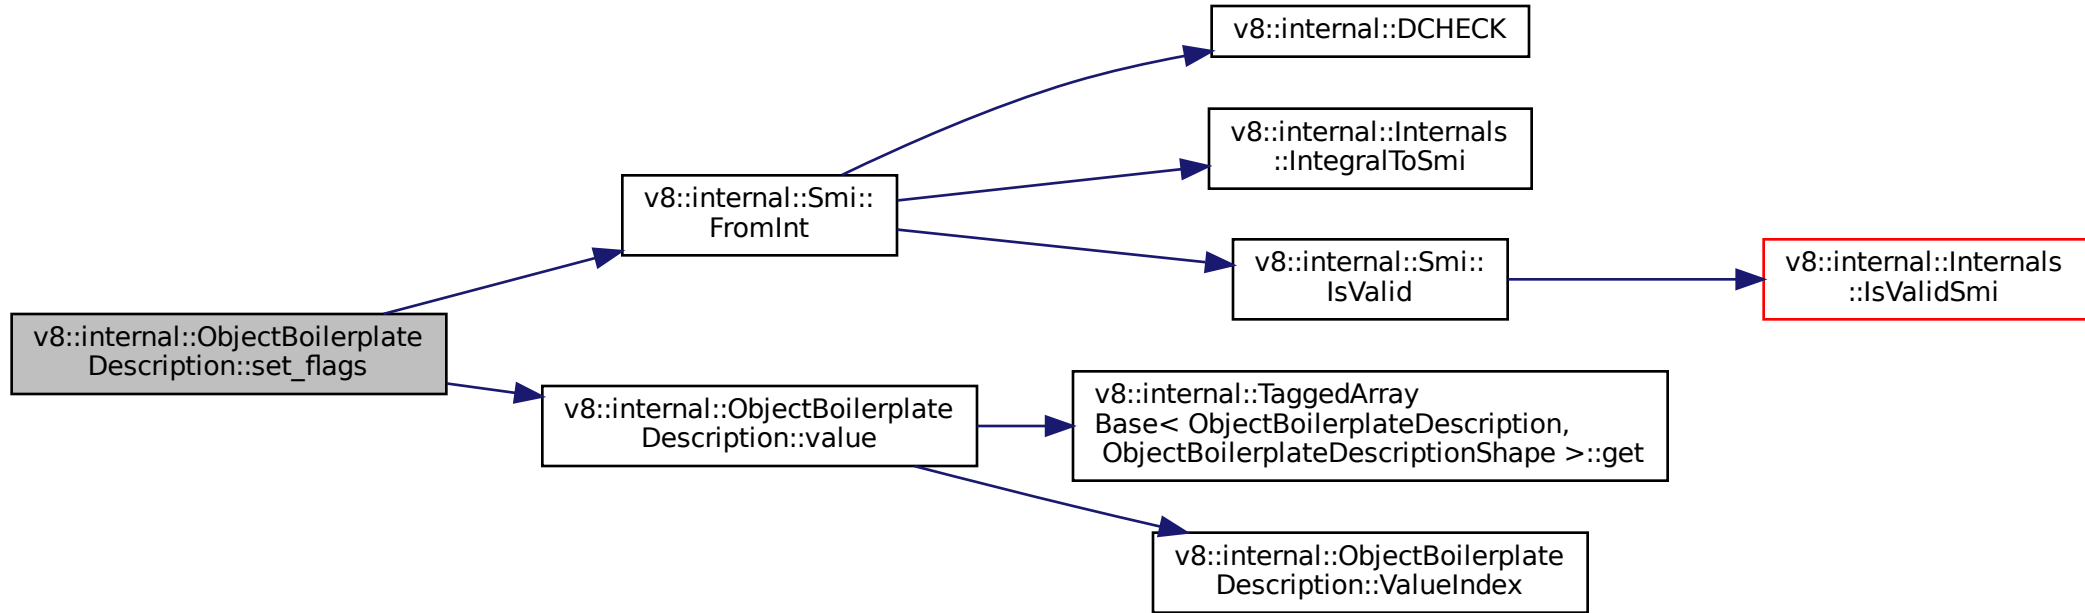 v8::internal::DCHECK
v8::internal::Internals
::IntegralToSmi
v8::internal::Smi::
FromInt
v8::internal::Smi::
IsValid
v8::internal::Internals
::IsValidSmi
v8::internal::ObjectBoilerplate
Description::set_flags
v8::internal::ObjectBoilerplate
Description::value
v8::internal::TaggedArray
Base< ObjectBoilerplateDescription,
ObjectBoilerplateDescriptionShape >::get
v8::internal::ObjectBoilerplate
Description::ValueIndex